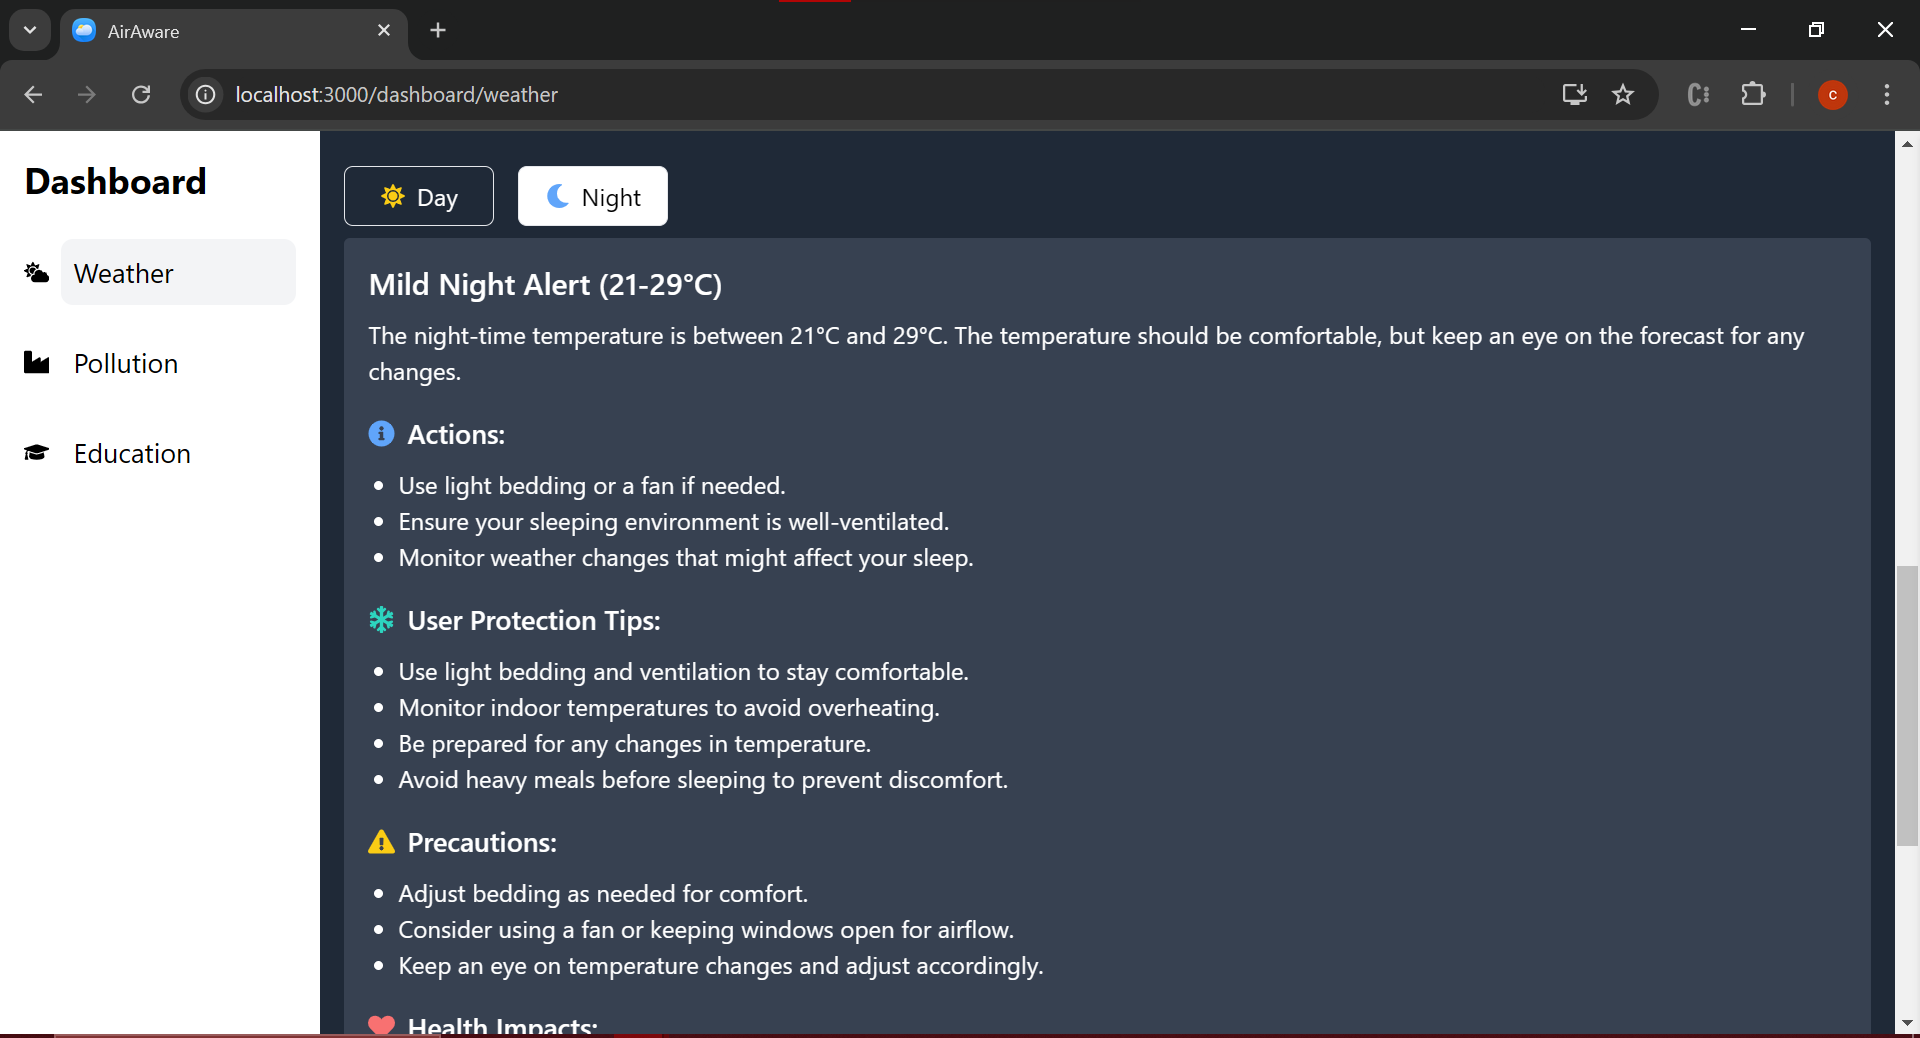 AirAware
localhost:3000/dashboard/weather
C
Dashboard
Weather
Pollution
Education
Day
Night
Mild Night Alert (21-29°C)
The night-time temperature is between 21°C and 29°C. The temperature should be comfortable, but keep an eye on the forecast for any
changes.
Actions:
Use light bedding or a fan if needed.
Ensure your sleeping environment is well-ventilated.
Monitor weather changes that might affect your sleep.
User Protection Tips:
Use light bedding and ventilation to stay comfortable.
Monitor indoor temperatures to avoid overheating.
Be prepared for any changes in temperature.
Avoid heavy meals before sleeping to prevent discomfort.
Precautions:
Adjust bedding as needed for comfort.
Consider using a fan or keeping windows open for airflow.
Keep an eye on temperature changes and adjust accordingly.
Health Impacts: